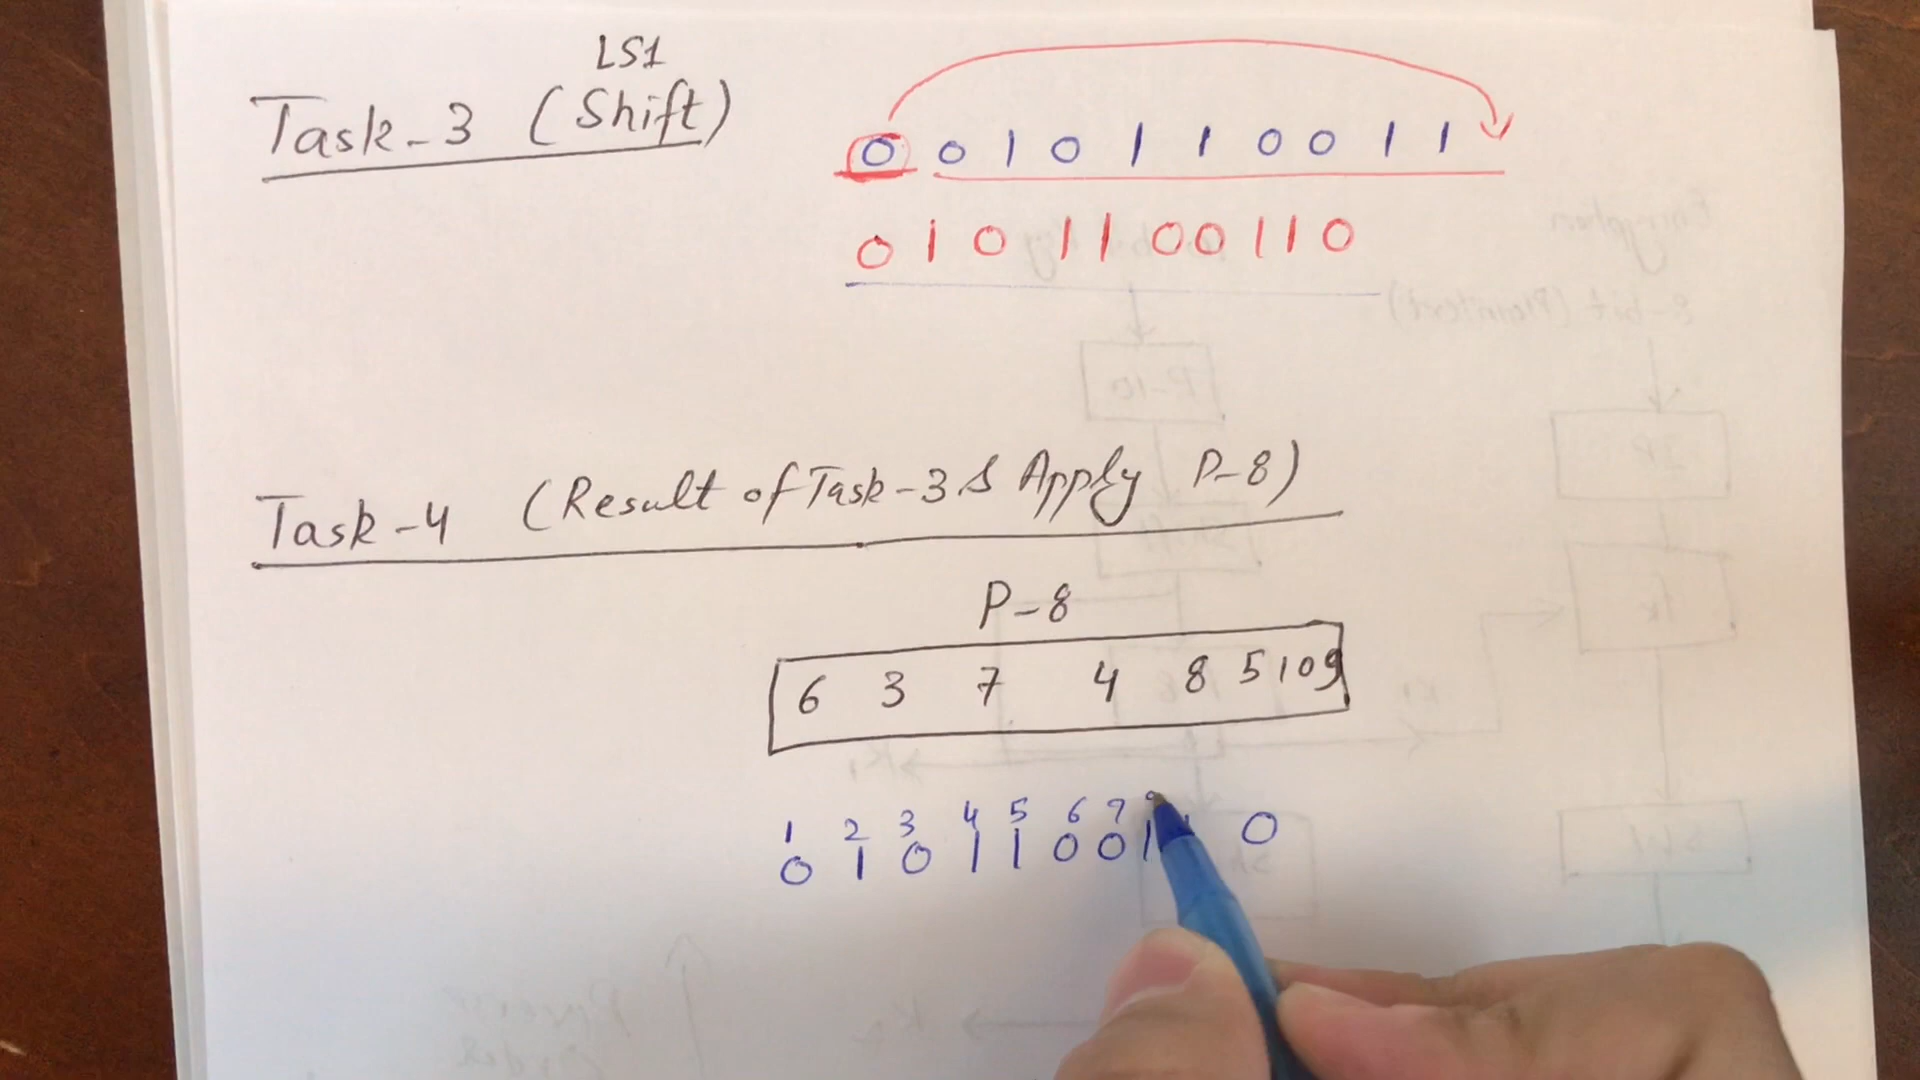 LS1
Task-3 (Shift)
0 0 1 0 1 1 0 0 1 1
0 1 0 1 1 0 0 1 1 0
Task-4 (Result of Task-3 & Apply P-8)
P-8
6 3 7 4 8 5 10 9
1 2 3 4 5 6 7
0 1 0 1 1 0 0 1 1 0